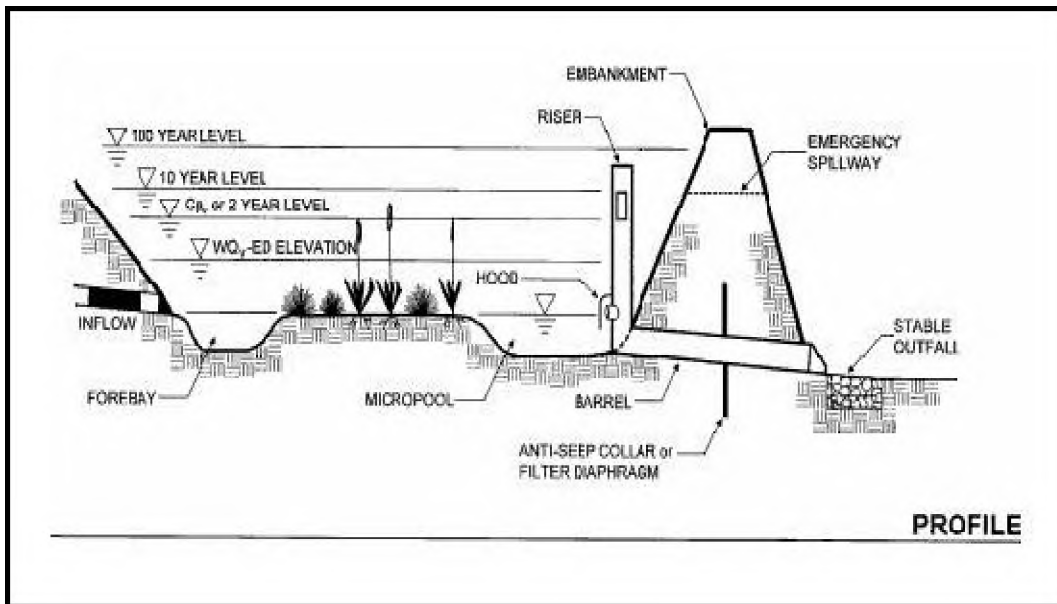 EMBANKMENT
RISER
100 YEAR LEVEL
EMERGENCY
SPILLWAY
10 YEAR LEVEL
Cpᵥ or 2 YEAR LEVEL
WQᵥ-ED ELEVATION
HOOD
INFLOW
STABLE
OUTFALL
FOREBAY
MICROPOOL
BARREL
ANTI-SEEP COLLAR or
FILTER DIAPHRAGM
PROFILE